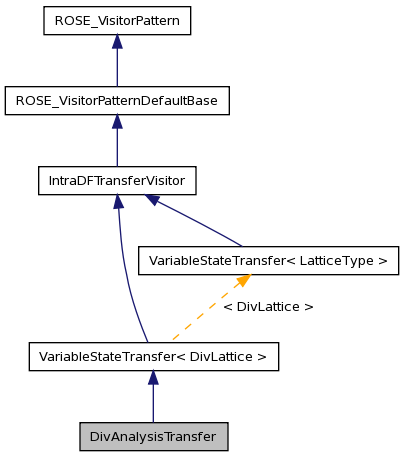 ROSE_VisitorPattern
ROSE_VisitorPatternDefaultBase
IntraDFTransferVisitor
VariableStateTransfer< LatticeType >
< DivLattice >
VariableStateTransfer< DivLattice >
DivAnalysisTransfer